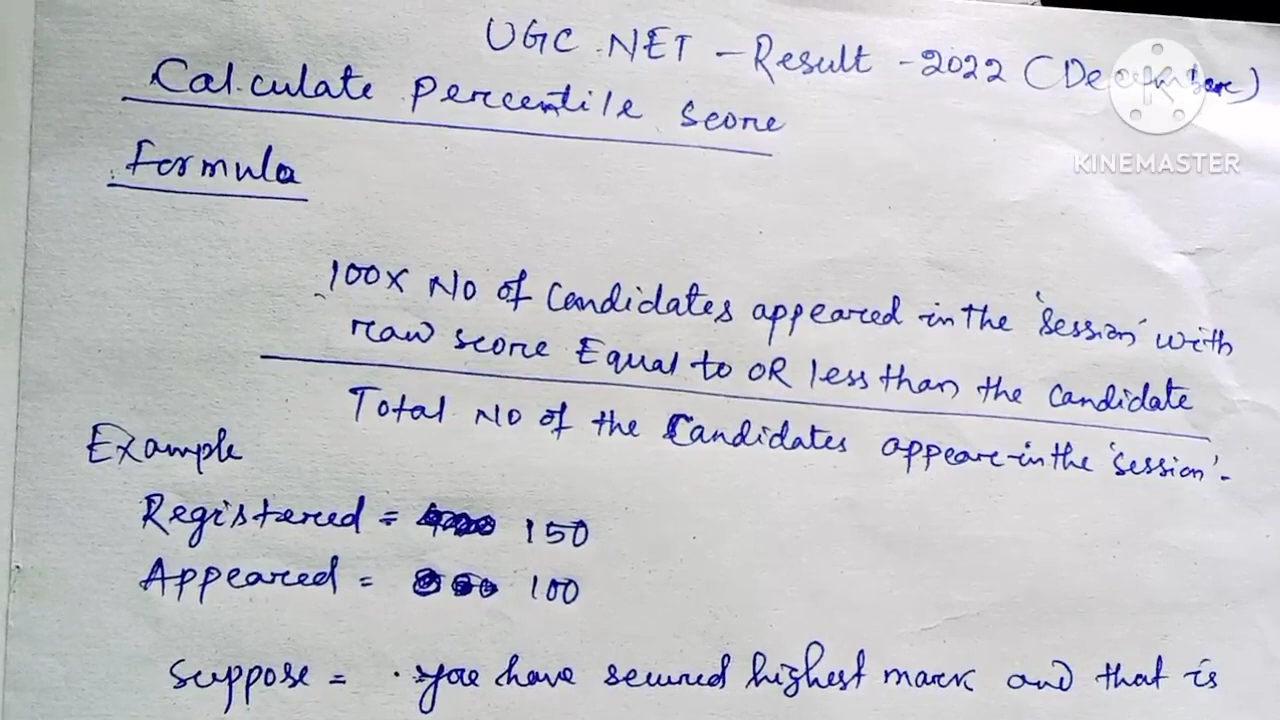 UGC NET - Result - 2022 (December)
Calculate percentile score
Formula
KINEMASTER
100x No of candidates appeared in the 'session' with
raw score Equal to OR less than the candidate
Total No of the Candidates appeare in the 'session'.
Example
Registered = 150
Appeared = 100
Suppose = . you have secured highest mark and that is